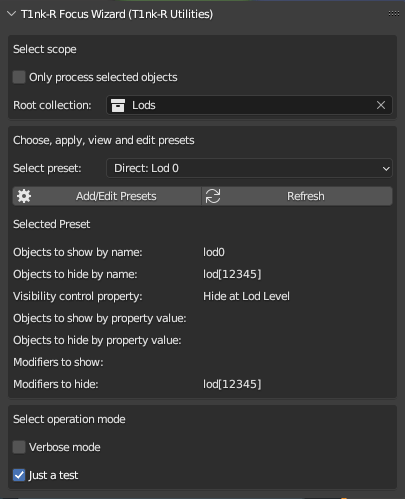 T1nk-R Focus Wizard (T1nk-R Utilities)
Select scope
Only process selected objects
Root collection: Lods
Choose, apply, view and edit presets
Select preset: Direct: Lod 0
Add/Edit Presets Refresh
Selected Preset
Objects to show by name: lod0
Objects to hide by name: lod[12345]
Visibility control property: Hide at Lod Level
Objects to show by property value:
Objects to hide by property value:
Modifiers to show:
Modifiers to hide: lod[12345]
Select operation mode
Verbose mode
Just a test